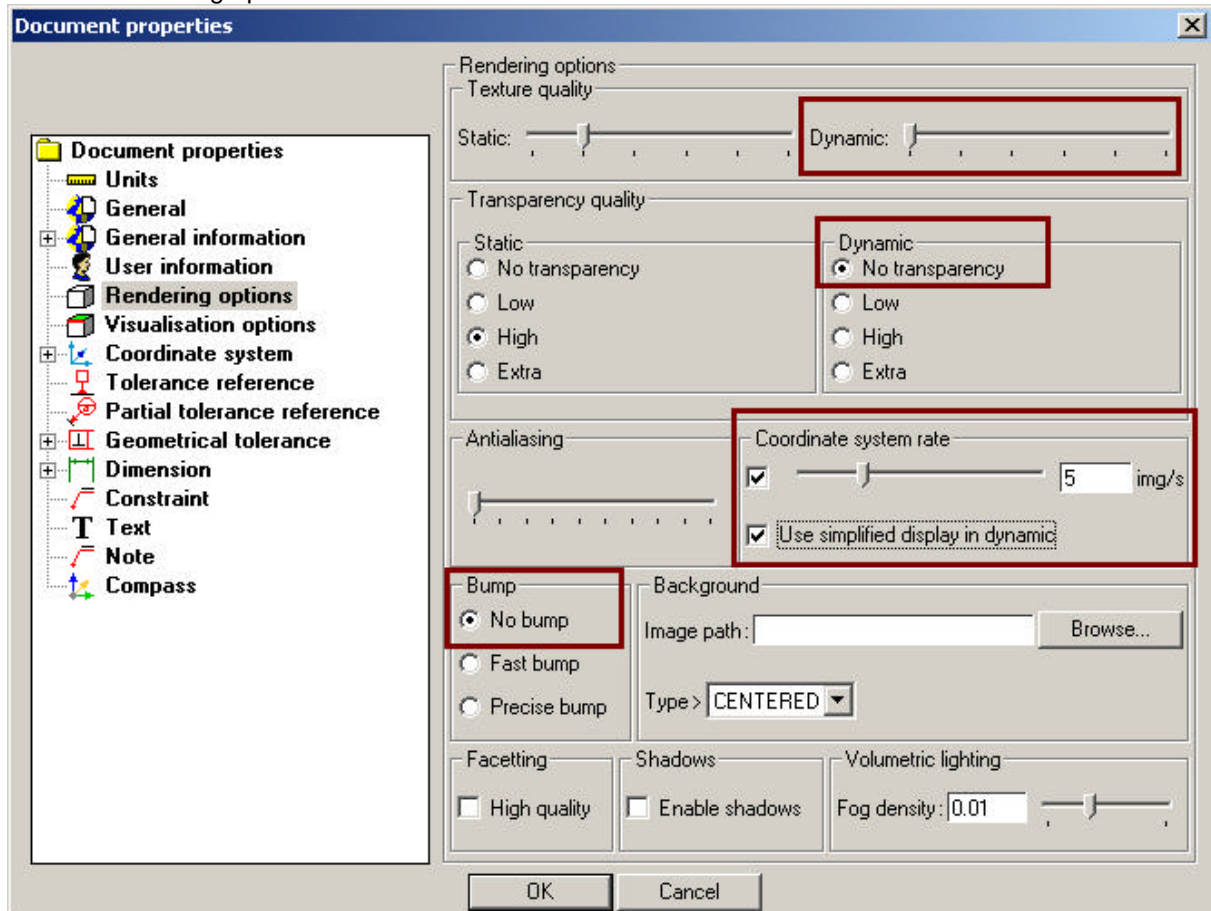 Document properties
Document properties
Units
General
General information
User information
Rendering options
Visualisation options
Coordinate system
Tolerance reference
Partial tolerance reference
Geometrical tolerance
Dimension
Constraint
Text
Note
Compass
Rendering options
Texture quality
Static:
Dynamic:
Transparency quality
Static
No transparency
Low
High
Extra
Dynamic
No transparency
Low
High
Extra
Antialiasing
Coordinate system rate
5 img/s
Use simplified display in dynamic
Bump
No bump
Fast bump
Precise bump
Background
Image path :
Browse...
Type > CENTERED
Facetting
High quality
Shadows
Enable shadows
Volumetric lighting
Fog density : 0.01
OK
Cancel